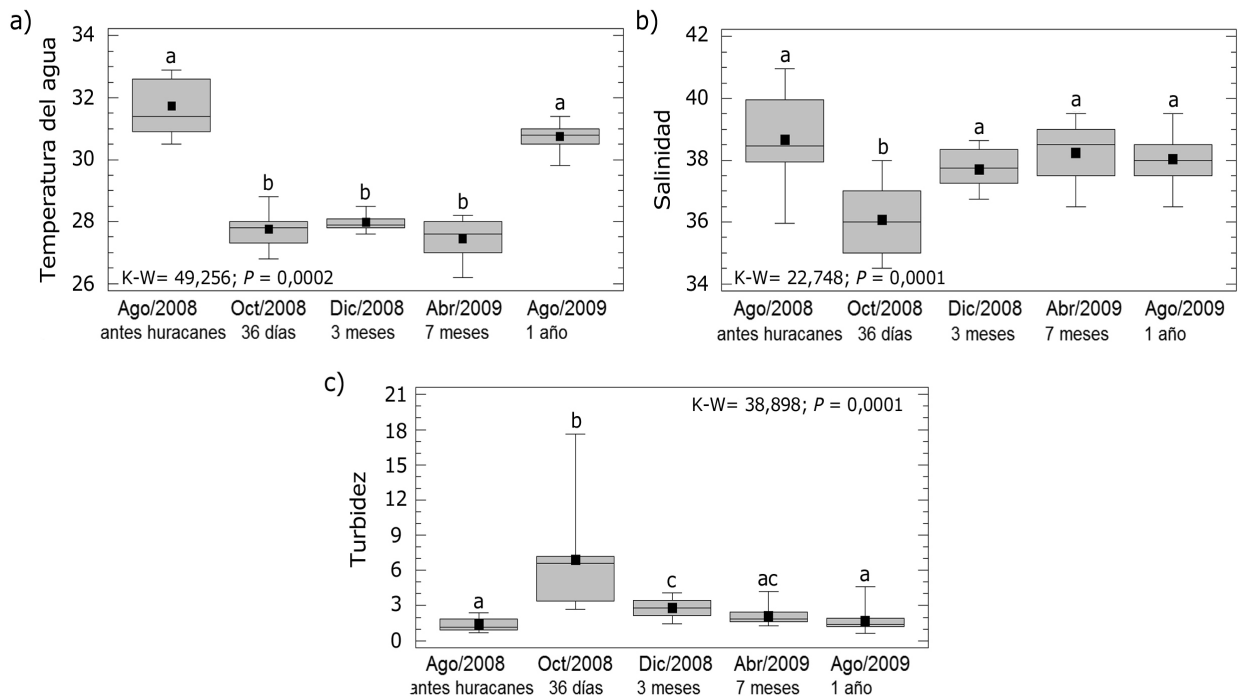 a)
Temperatura del agua
34
32
30
28
26
a
b
b
b
a
K-W= 49,256; P = 0,0002
Ago/2008 Oct/2008 Dic/2008 Abr/2009 Ago/2009
antes huracanes 36 días 3 meses 7 meses 1 año
b)
Salinidad
42
40
38
36
34
a
b
a
a
a
K-W= 22,748; P = 0,0001
Ago/2008 Oct/2008 Dic/2008 Abr/2009 Ago/2009
antes huracanes 36 días 3 meses 7 meses 1 año
c)
Turbidez
21
18
15
12
9
6
3
0
K-W= 38,898; P = 0,0001
a
b
c
ac
a
Ago/2008 Oct/2008 Dic/2008 Abr/2009 Ago/2009
antes huracanes 36 días 3 meses 7 meses 1 año